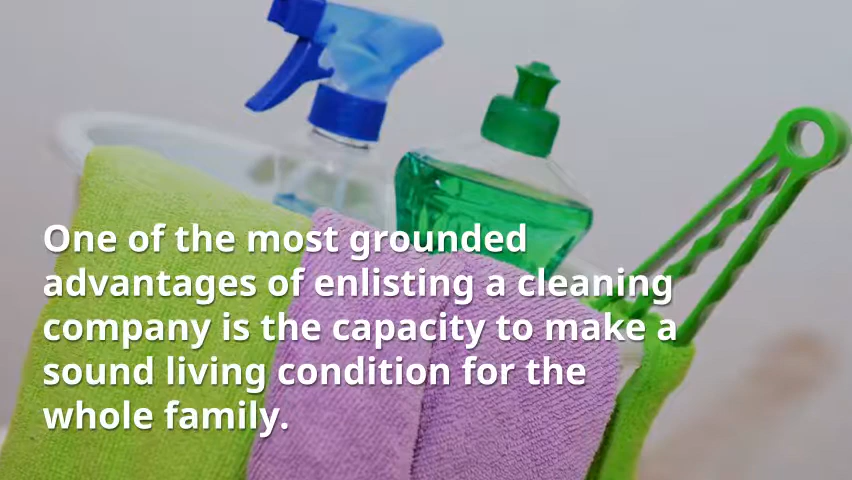 One of the most grounded
advantages of enlisting a cleaning
company is the capacity to make a
sound living condition for the
whole family.